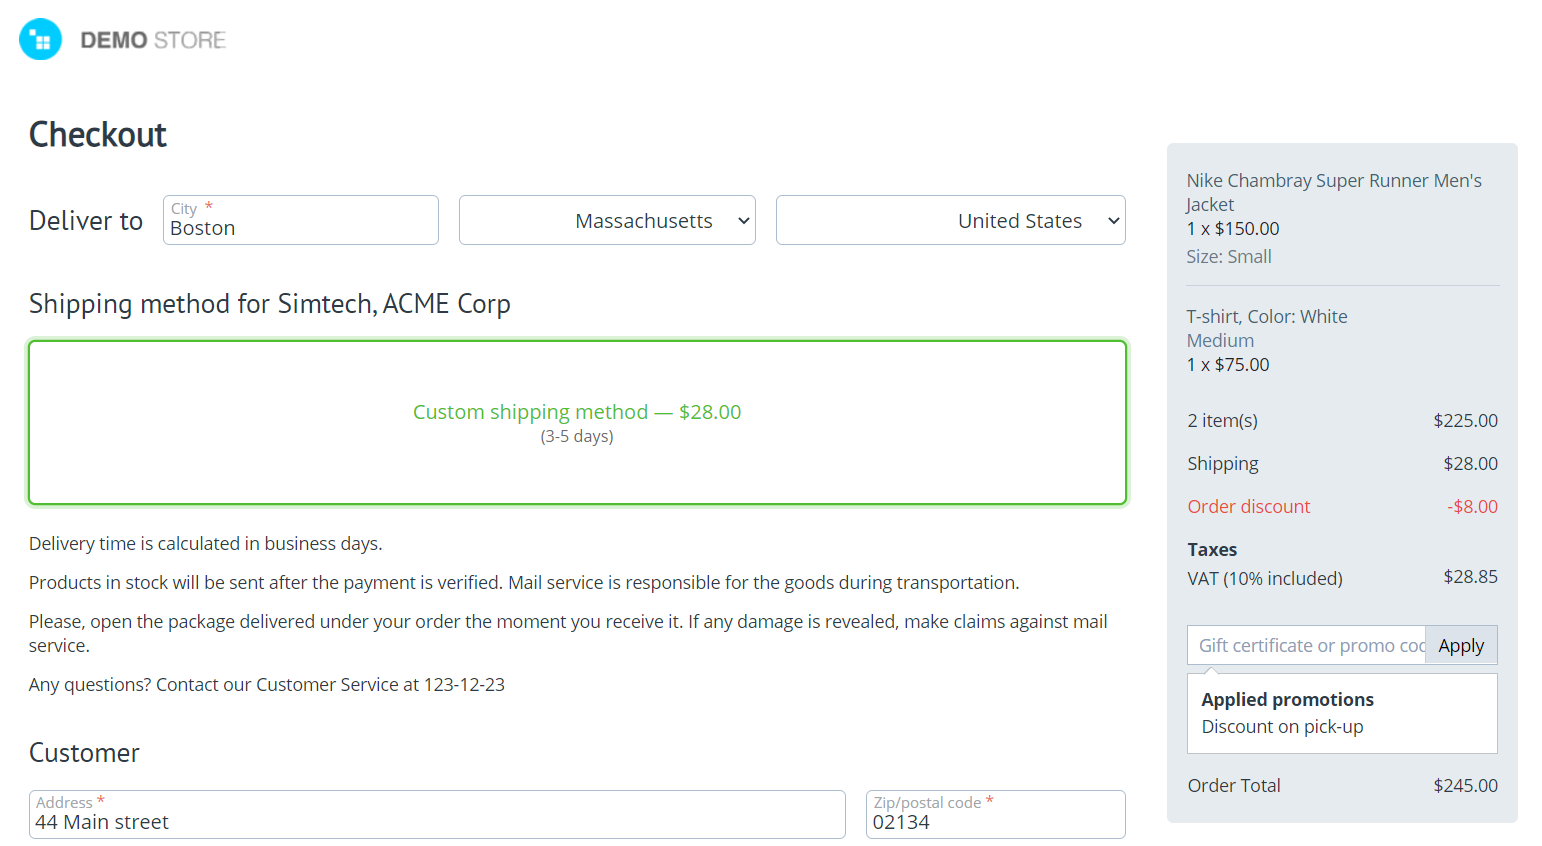 DEMO STORE
Checkout
Deliver to
City *
Boston
Massachusetts
United States
Shipping method for Simtech, ACME Corp
Custom shipping method — $28.00
(3-5 days)
Delivery time is calculated in business days.
Products in stock will be sent after the payment is verified. Mail service is responsible for the goods during transportation.
Please, open the package delivered under your order the moment you receive it. If any damage is revealed, make claims against mail
service.
Any questions? Contact our Customer Service at 123-12-23
Customer
Address *
44 Main street
Zip/postal code *
02134
Nike Chambray Super Runner Men's
Jacket
1 x $150.00
Size: Small
T-shirt, Color: White
Medium
1 x $75.00
2 item(s) $225.00
Shipping $28.00
Order discount -$8.00
Taxes
VAT (10% included) $28.85
Gift certificate or promo coc Apply
Applied promotions
Discount on pick-up
Order Total $245.00